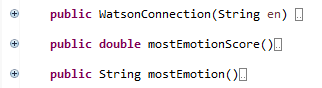 public WatsonConnection(String en)
public double mostEmotionScore()
public String mostEmotion()